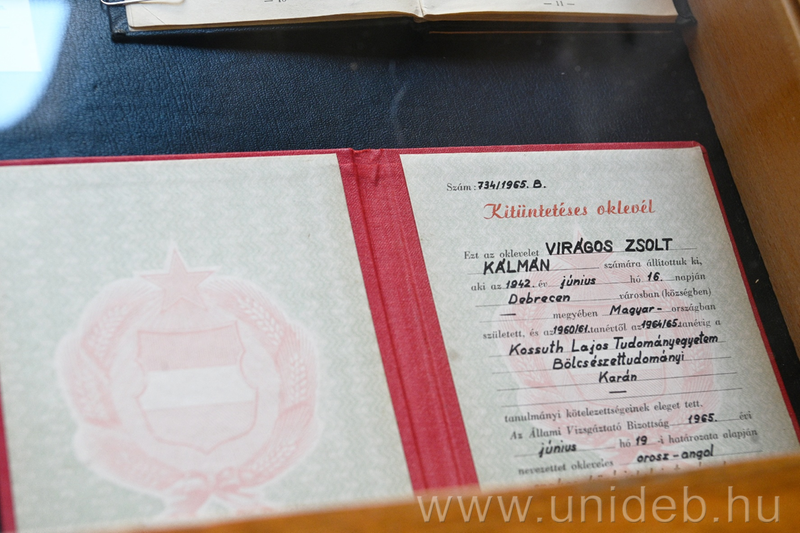 — 11 —
Szám: 734/1965. B.
Kitüntetéses oklevél
Ezt az oklevelet VIRÁGOS ZSOLT
KÁLMÁN számára állítottuk ki,
aki az 1942. év június hó 16. napján
Debrecen városban (községben)
— megyében Magyar- országban
született, és az 1960/61. tanévtől az 1964/65. tanévig a
Kossuth Lajos Tudományegyetem
Bölcsészettudományi
Karán
—
tanulmányi kötelezettségeinek eleget tett.
Az Állami Vizsgáztató Bizottság 1965. évi
június hó 19 -i határozata alapján
nevezettet okleveles orosz-angol
www.unideb.hu